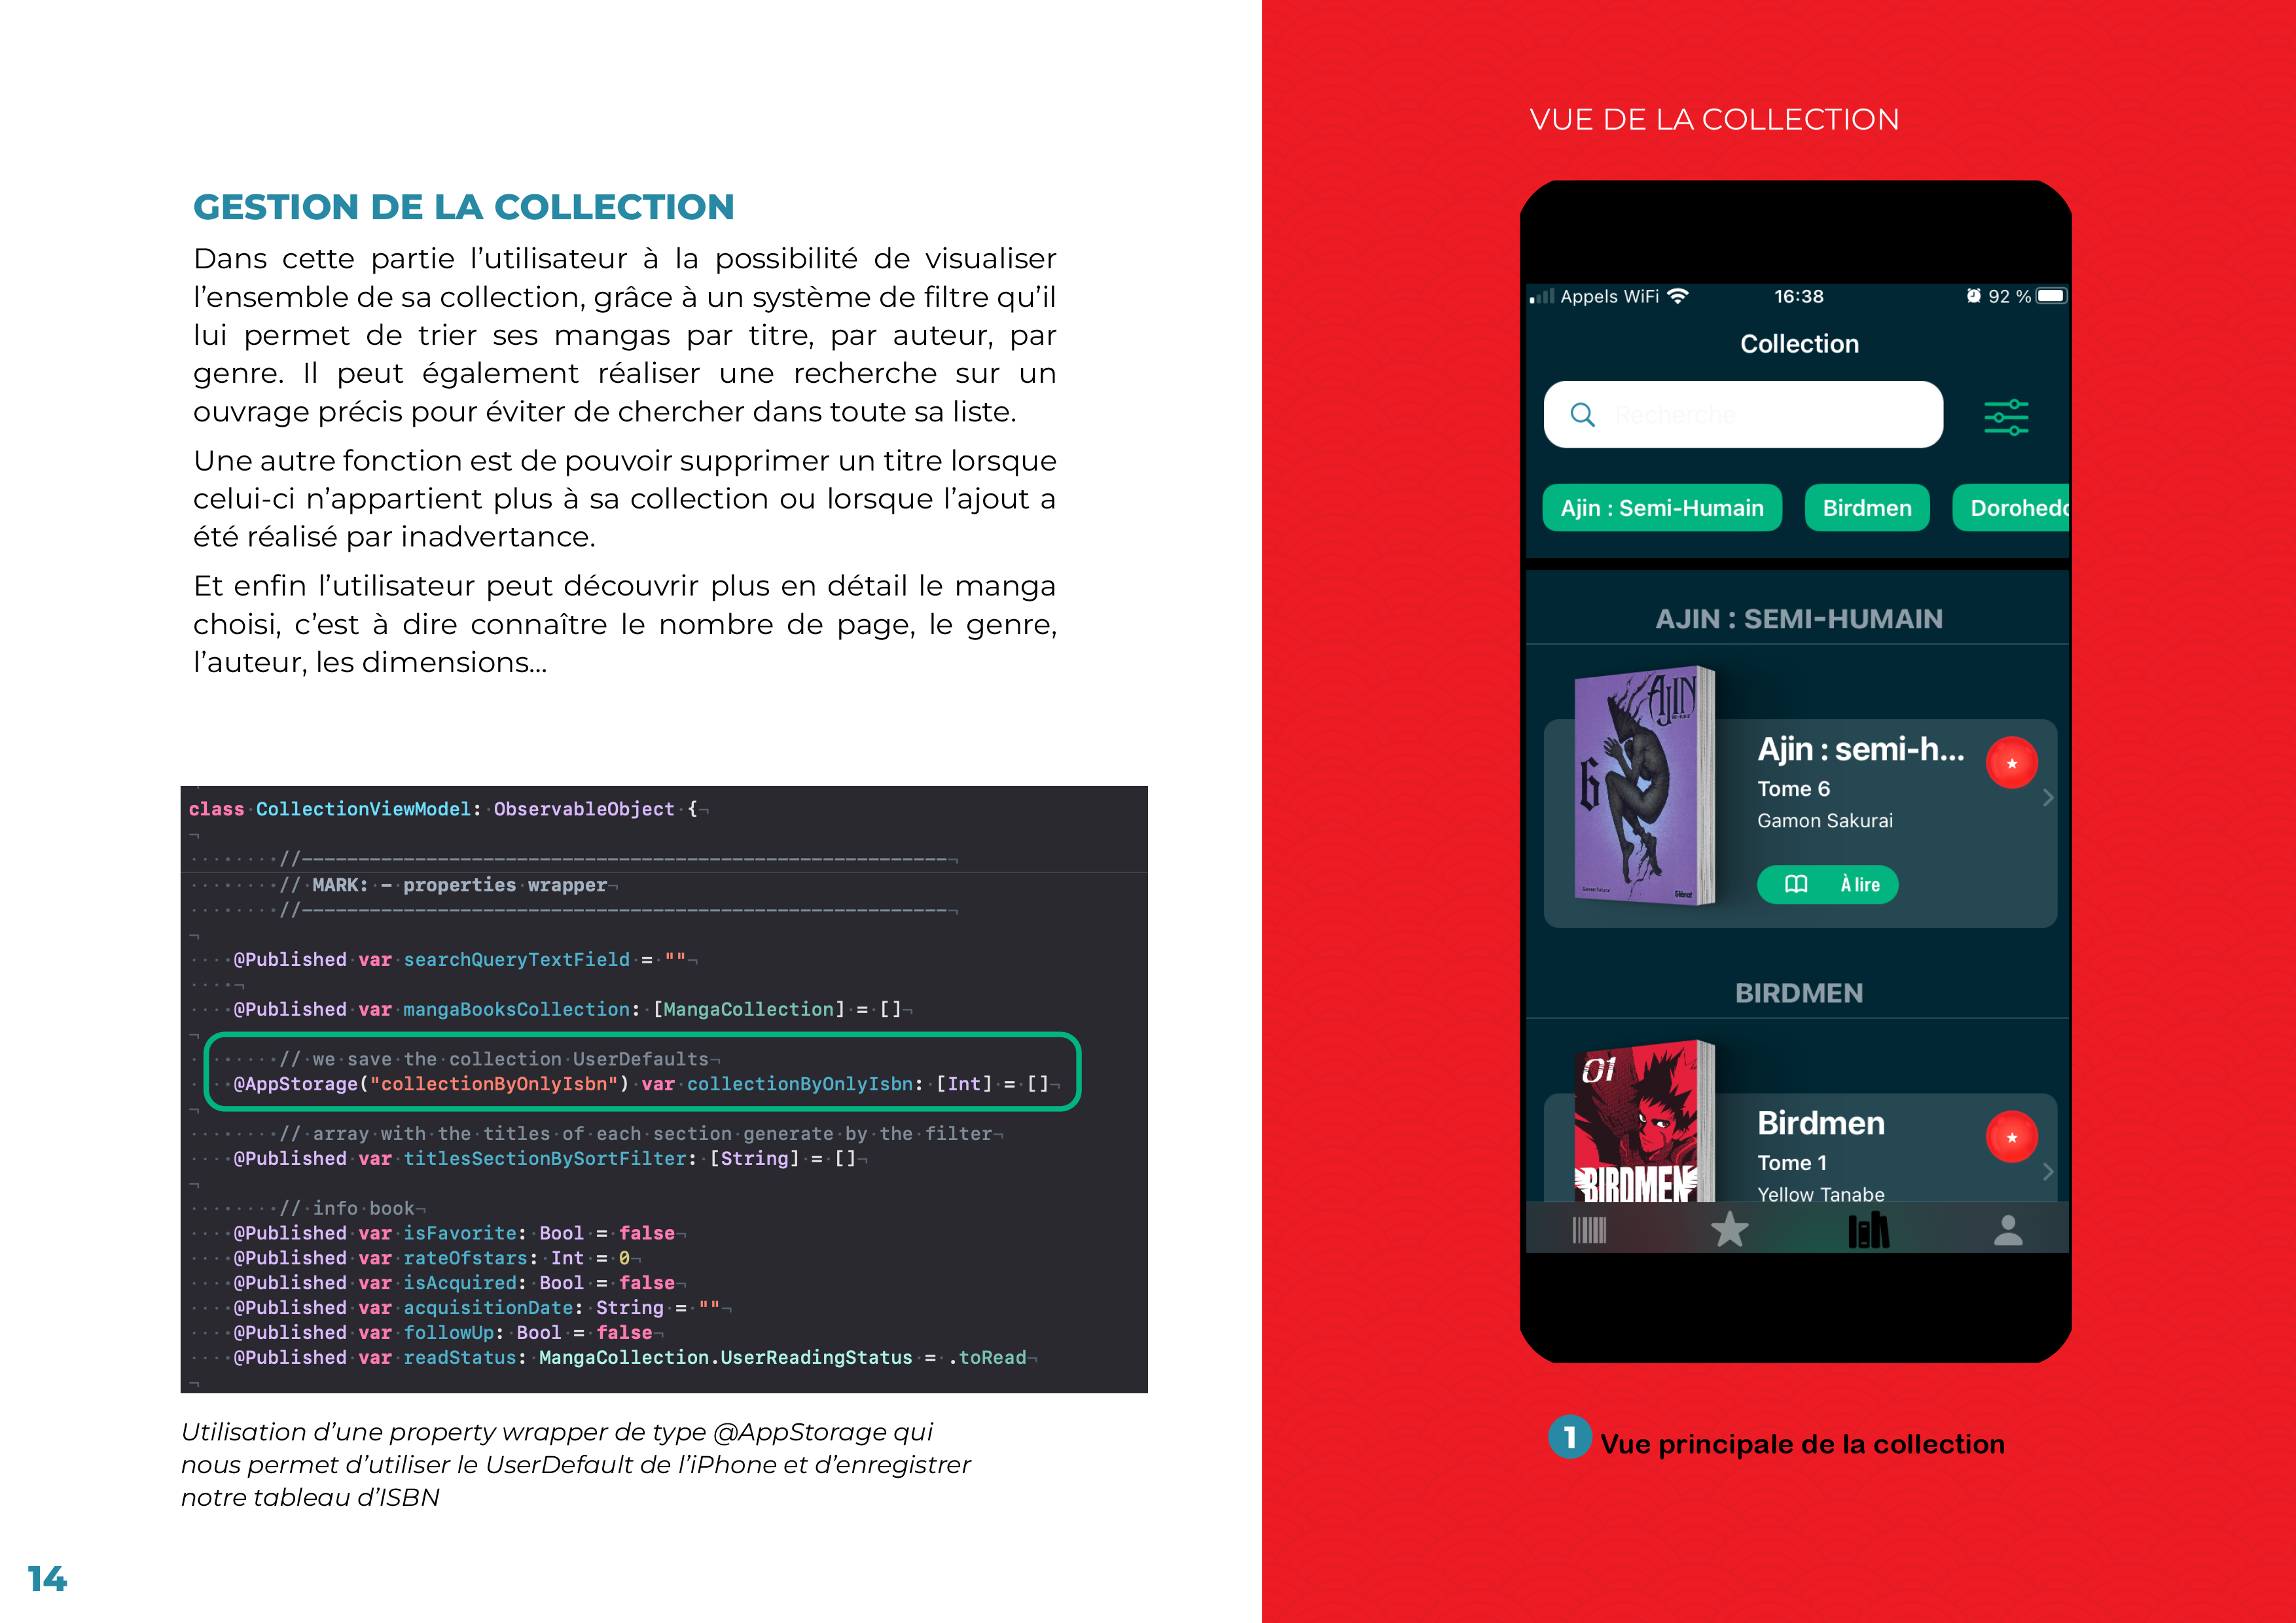 GESTION DE LA COLLECTION
Dans cette partie l’utilisateur à la possibilité de visualiser
l’ensemble de sa collection, grâce à un système de filtre qu’il
lui permet de trier ses mangas par titre, par auteur, par
genre. Il peut également réaliser une recherche sur un
ouvrage précis pour éviter de chercher dans toute sa liste.
Une autre fonction est de pouvoir supprimer un titre lorsque
celui-ci n’appartient plus à sa collection ou lorsque l’ajout a
été réalisé par inadvertance.
Et enfin l’utilisateur peut découvrir plus en détail le manga
choisi, c’est à dire connaître le nombre de page, le genre,
l’auteur, les dimensions...
class CollectionViewModel: ObservableObject {
//----------------------------------------------------------
// MARK: - properties wrapper
//----------------------------------------------------------
@Published var searchQueryTextField = ""
@Published var mangaBooksCollection: [MangaCollection] = []
// we save the collection UserDefaults
@AppStorage("collectionByOnlyIsbn") var collectionByOnlyIsbn: [Int] = []
// array with the titles of each section generate by the filter
@Published var titlesSectionBySortFilter: [String] = []
// info book
@Published var isFavorite: Bool = false
@Published var rateOfstars: Int = 0
@Published var isAcquired: Bool = false
@Published var acquisitionDate: String = ""
@Published var followUp: Bool = false
@Published var readStatus: MangaCollection.UserReadingStatus = .toRead
Utilisation d’une property wrapper de type @AppStorage qui
nous permet d’utiliser le UserDefault de l’iPhone et d’enregistrer
notre tableau d’ISBN
14
VUE DE LA COLLECTION
Appels WiFi 16:38 92 %
Collection
Recherche
Ajin : Semi-Humain Birdmen Dorohedo
AJIN : SEMI-HUMAIN
AJIN
6
Glénat
Ajin : semi-h...
Tome 6
Gamon Sakurai
À lire
BIRDMEN
01
BIRDMEN
Birdmen
Tome 1
Yellow Tanabe
1 Vue principale de la collection